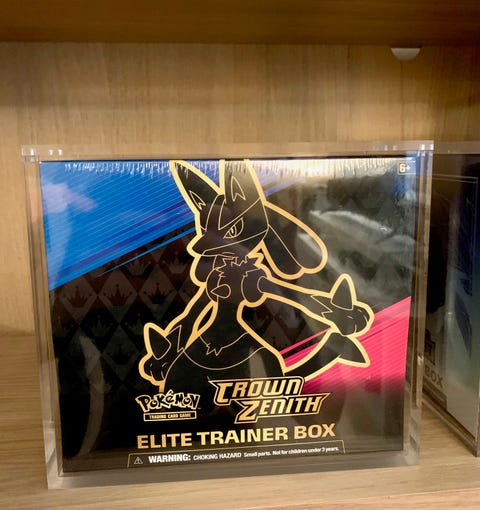 6+
POKéMON
TRADING CARD GAME
CROWN
ZENITH
ELITE TRAINER BOX
⚠ WARNING: CHOKING HAZARD Small parts. Not for children under 3 years.
BOX